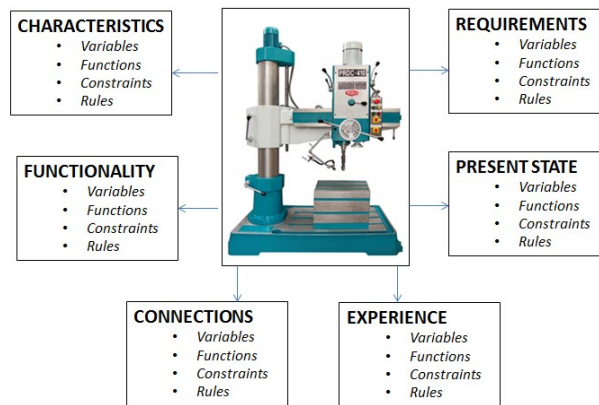 CHARACTERISTICS
• Variables
• Functions
• Constraints
• Rules
REQUIREMENTS
• Variables
• Functions
• Constraints
• Rules
FUNCTIONALITY
• Variables
• Functions
• Constraints
• Rules
PRESENT STATE
• Variables
• Functions
• Constraints
• Rules
CONNECTIONS
• Variables
• Functions
• Constraints
• Rules
EXPERIENCE
• Variables
• Functions
• Constraints
• Rules